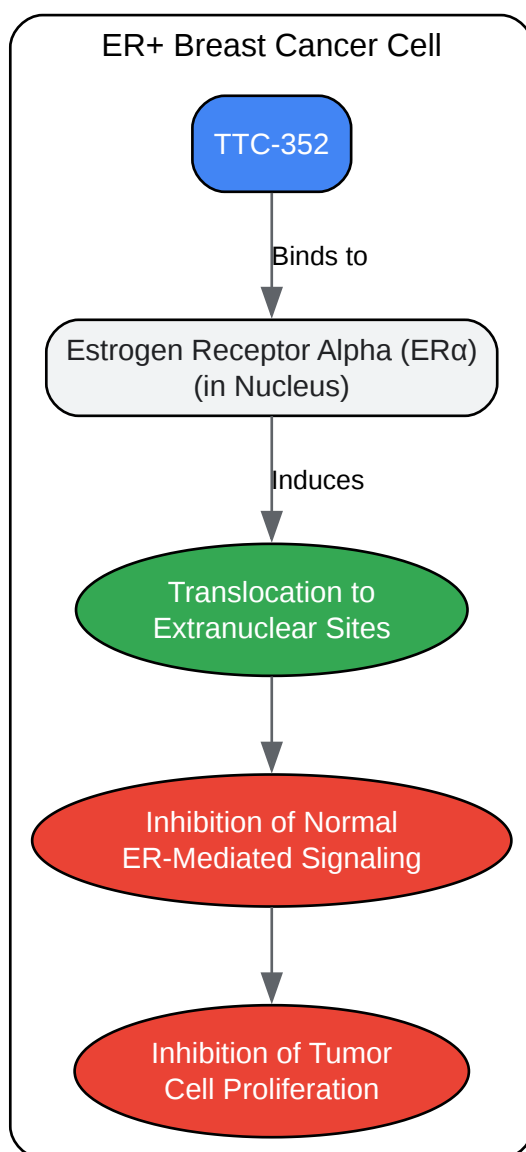 ER+ Breast Cancer Cell
TTC-352
Binds to
Estrogen Receptor Alpha (ERα)
(in Nucleus)
Induces
Translocation to
Extranuclear Sites
Inhibition of Normal
ER-Mediated Signaling
Inhibition of Tumor
Cell Proliferation